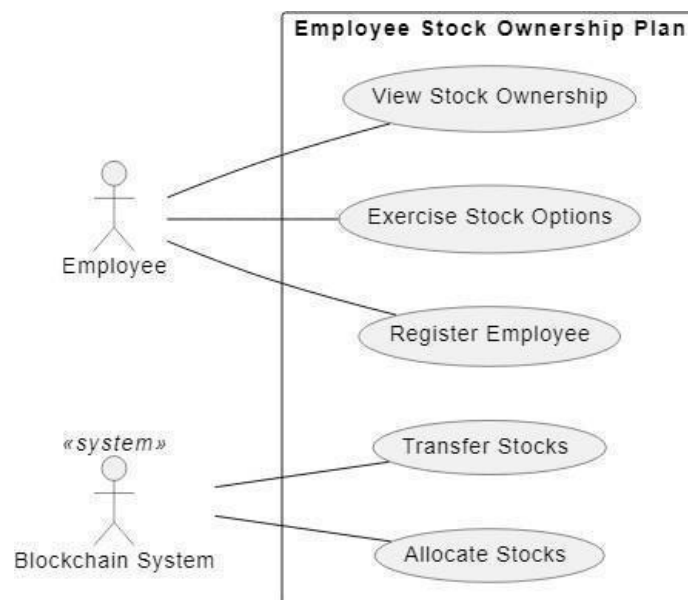 Employee Stock Ownership Plan
View Stock Ownership
Exercise Stock Options
Employee
Register Employee
«system»
Transfer Stocks
Blockchain System
Allocate Stocks